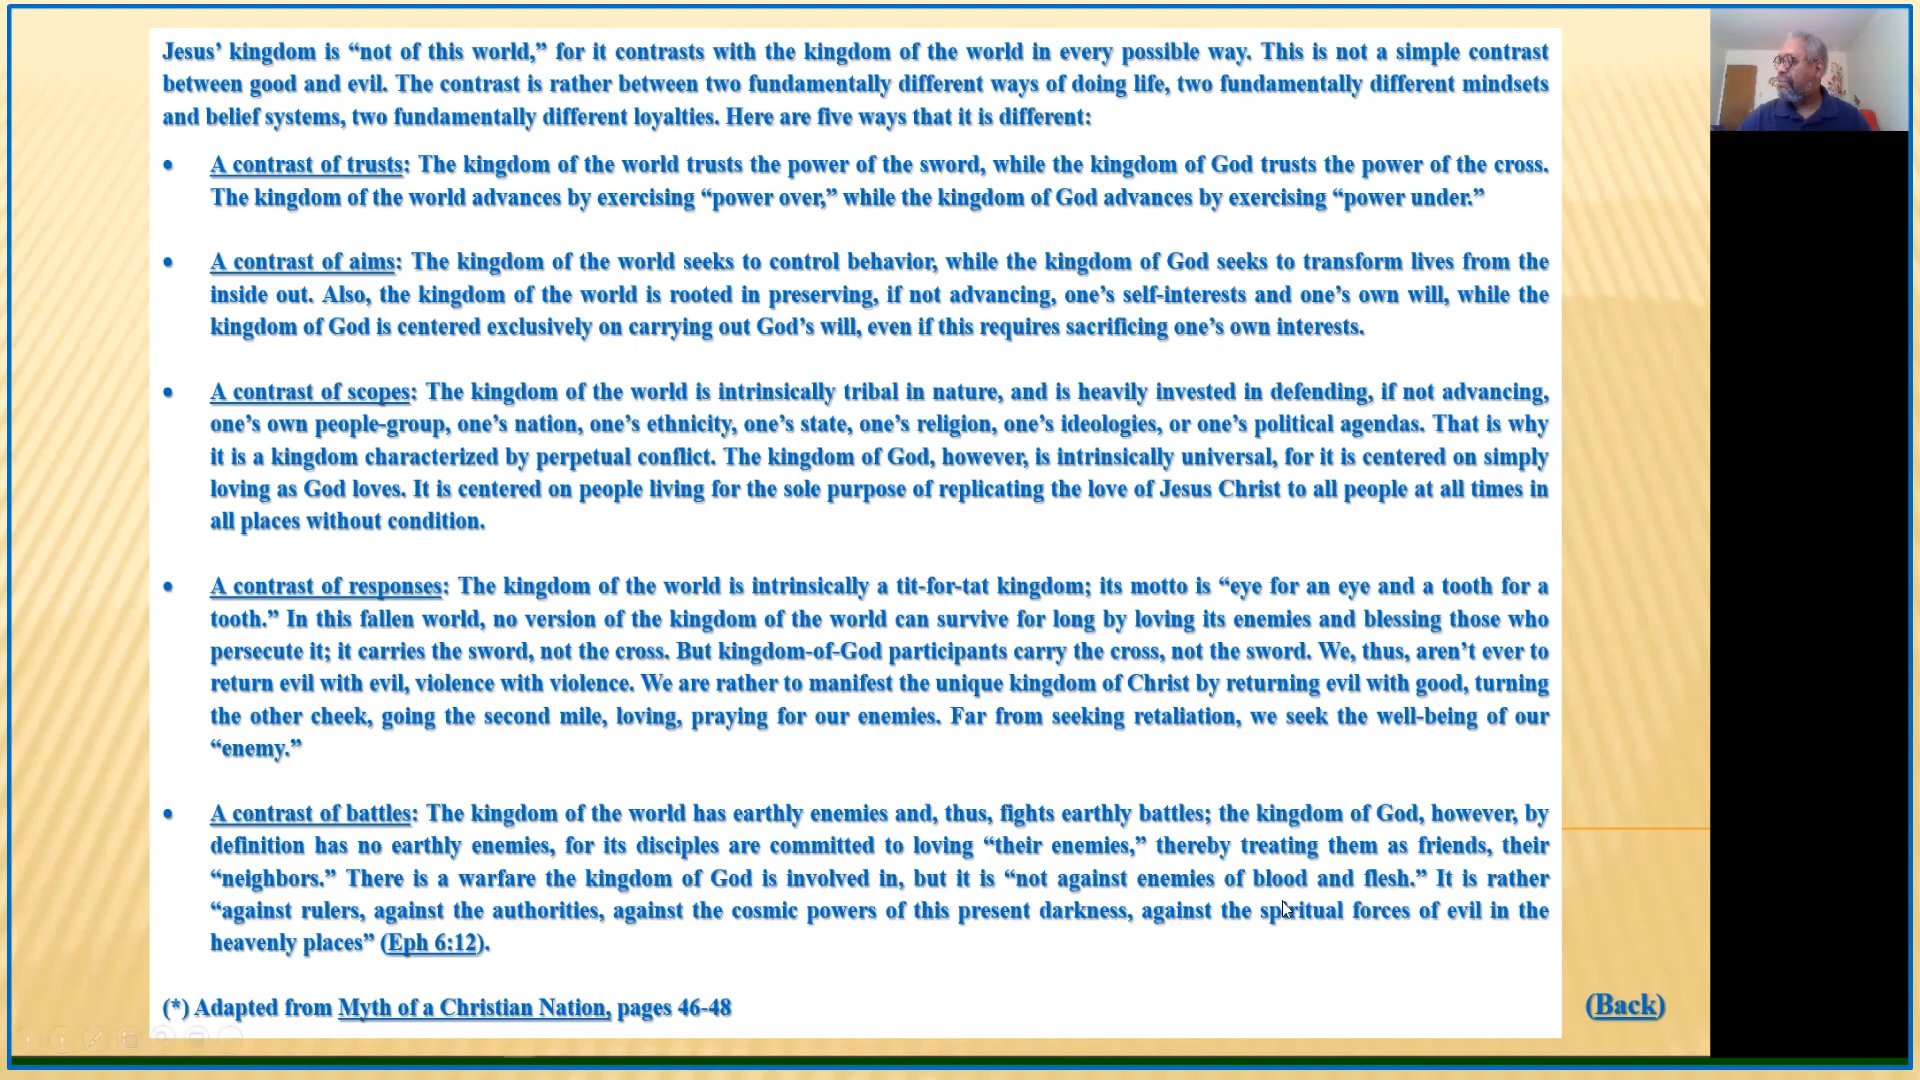 Jesus’ kingdom is “not of this world,” for it contrasts with the kingdom of the world in every possible way. This is not a simple contrast
between good and evil. The contrast is rather between two fundamentally different ways of doing life, two fundamentally different mindsets
and belief systems, two fundamentally different loyalties. Here are five ways that it is different:
• A contrast of trusts: The kingdom of the world trusts the power of the sword, while the kingdom of God trusts the power of the cross.
The kingdom of the world advances by exercising “power over,” while the kingdom of God advances by exercising “power under.”
• A contrast of aims: The kingdom of the world seeks to control behavior, while the kingdom of God seeks to transform lives from the
inside out. Also, the kingdom of the world is rooted in preserving, if not advancing, one’s self-interests and one’s own will, while the
kingdom of God is centered exclusively on carrying out God’s will, even if this requires sacrificing one’s own interests.
• A contrast of scopes: The kingdom of the world is intrinsically tribal in nature, and is heavily invested in defending, if not advancing,
one’s own people-group, one’s nation, one’s ethnicity, one’s state, one’s religion, one’s ideologies, or one’s political agendas. That is why
it is a kingdom characterized by perpetual conflict. The kingdom of God, however, is intrinsically universal, for it is centered on simply
loving as God loves. It is centered on people living for the sole purpose of replicating the love of Jesus Christ to all people at all times in
all places without condition.
• A contrast of responses: The kingdom of the world is intrinsically a tit-for-tat kingdom; its motto is “eye for an eye and a tooth for a
tooth.” In this fallen world, no version of the kingdom of the world can survive for long by loving its enemies and blessing those who
persecute it; it carries the sword, not the cross. But kingdom-of-God participants carry the cross, not the sword. We, thus, aren’t ever to
return evil with evil, violence with violence. We are rather to manifest the unique kingdom of Christ by returning evil with good, turning
the other cheek, going the second mile, loving, praying for our enemies. Far from seeking retaliation, we seek the well-being of our
“enemy.”
• A contrast of battles: The kingdom of the world has earthly enemies and, thus, fights earthly battles; the kingdom of God, however, by
definition has no earthly enemies, for its disciples are committed to loving “their enemies,” thereby treating them as friends, their
“neighbors.” There is a warfare the kingdom of God is involved in, but it is “not against enemies of blood and flesh.” It is rather
“against rulers, against the authorities, against the cosmic powers of this present darkness, against the spiritual forces of evil in the
heavenly places” (Eph 6:12).
(*) Adapted from Myth of a Christian Nation, pages 46-48
(Back)